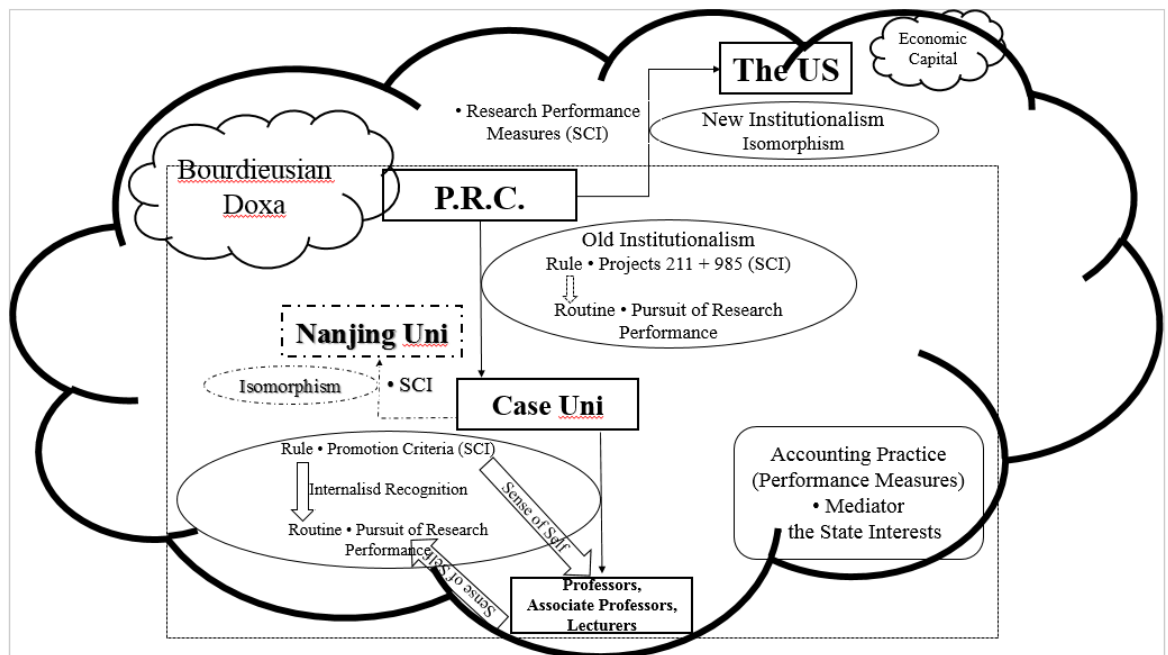 Economic
Capital
The US
• Research Performance
Measures (SCI)
New Institutionalism
Isomorphism
Bourdieusian
Doxa
P.R.C.
Old Institutionalism
Rule • Projects 211 + 985 (SCI)
Routine • Pursuit of Research
Performance
Nanjing Uni
Isomorphism
• SCI
Case Uni
Rule • Promotion Criteria (SCI)
Internalisd Recognition
Routine • Pursuit of Research
Performance
Sense of Self
Sense of Self
Accounting Practice
(Performance Measures)
• Mediator
the State Interests
Professors,
Associate Professors,
Lecturers